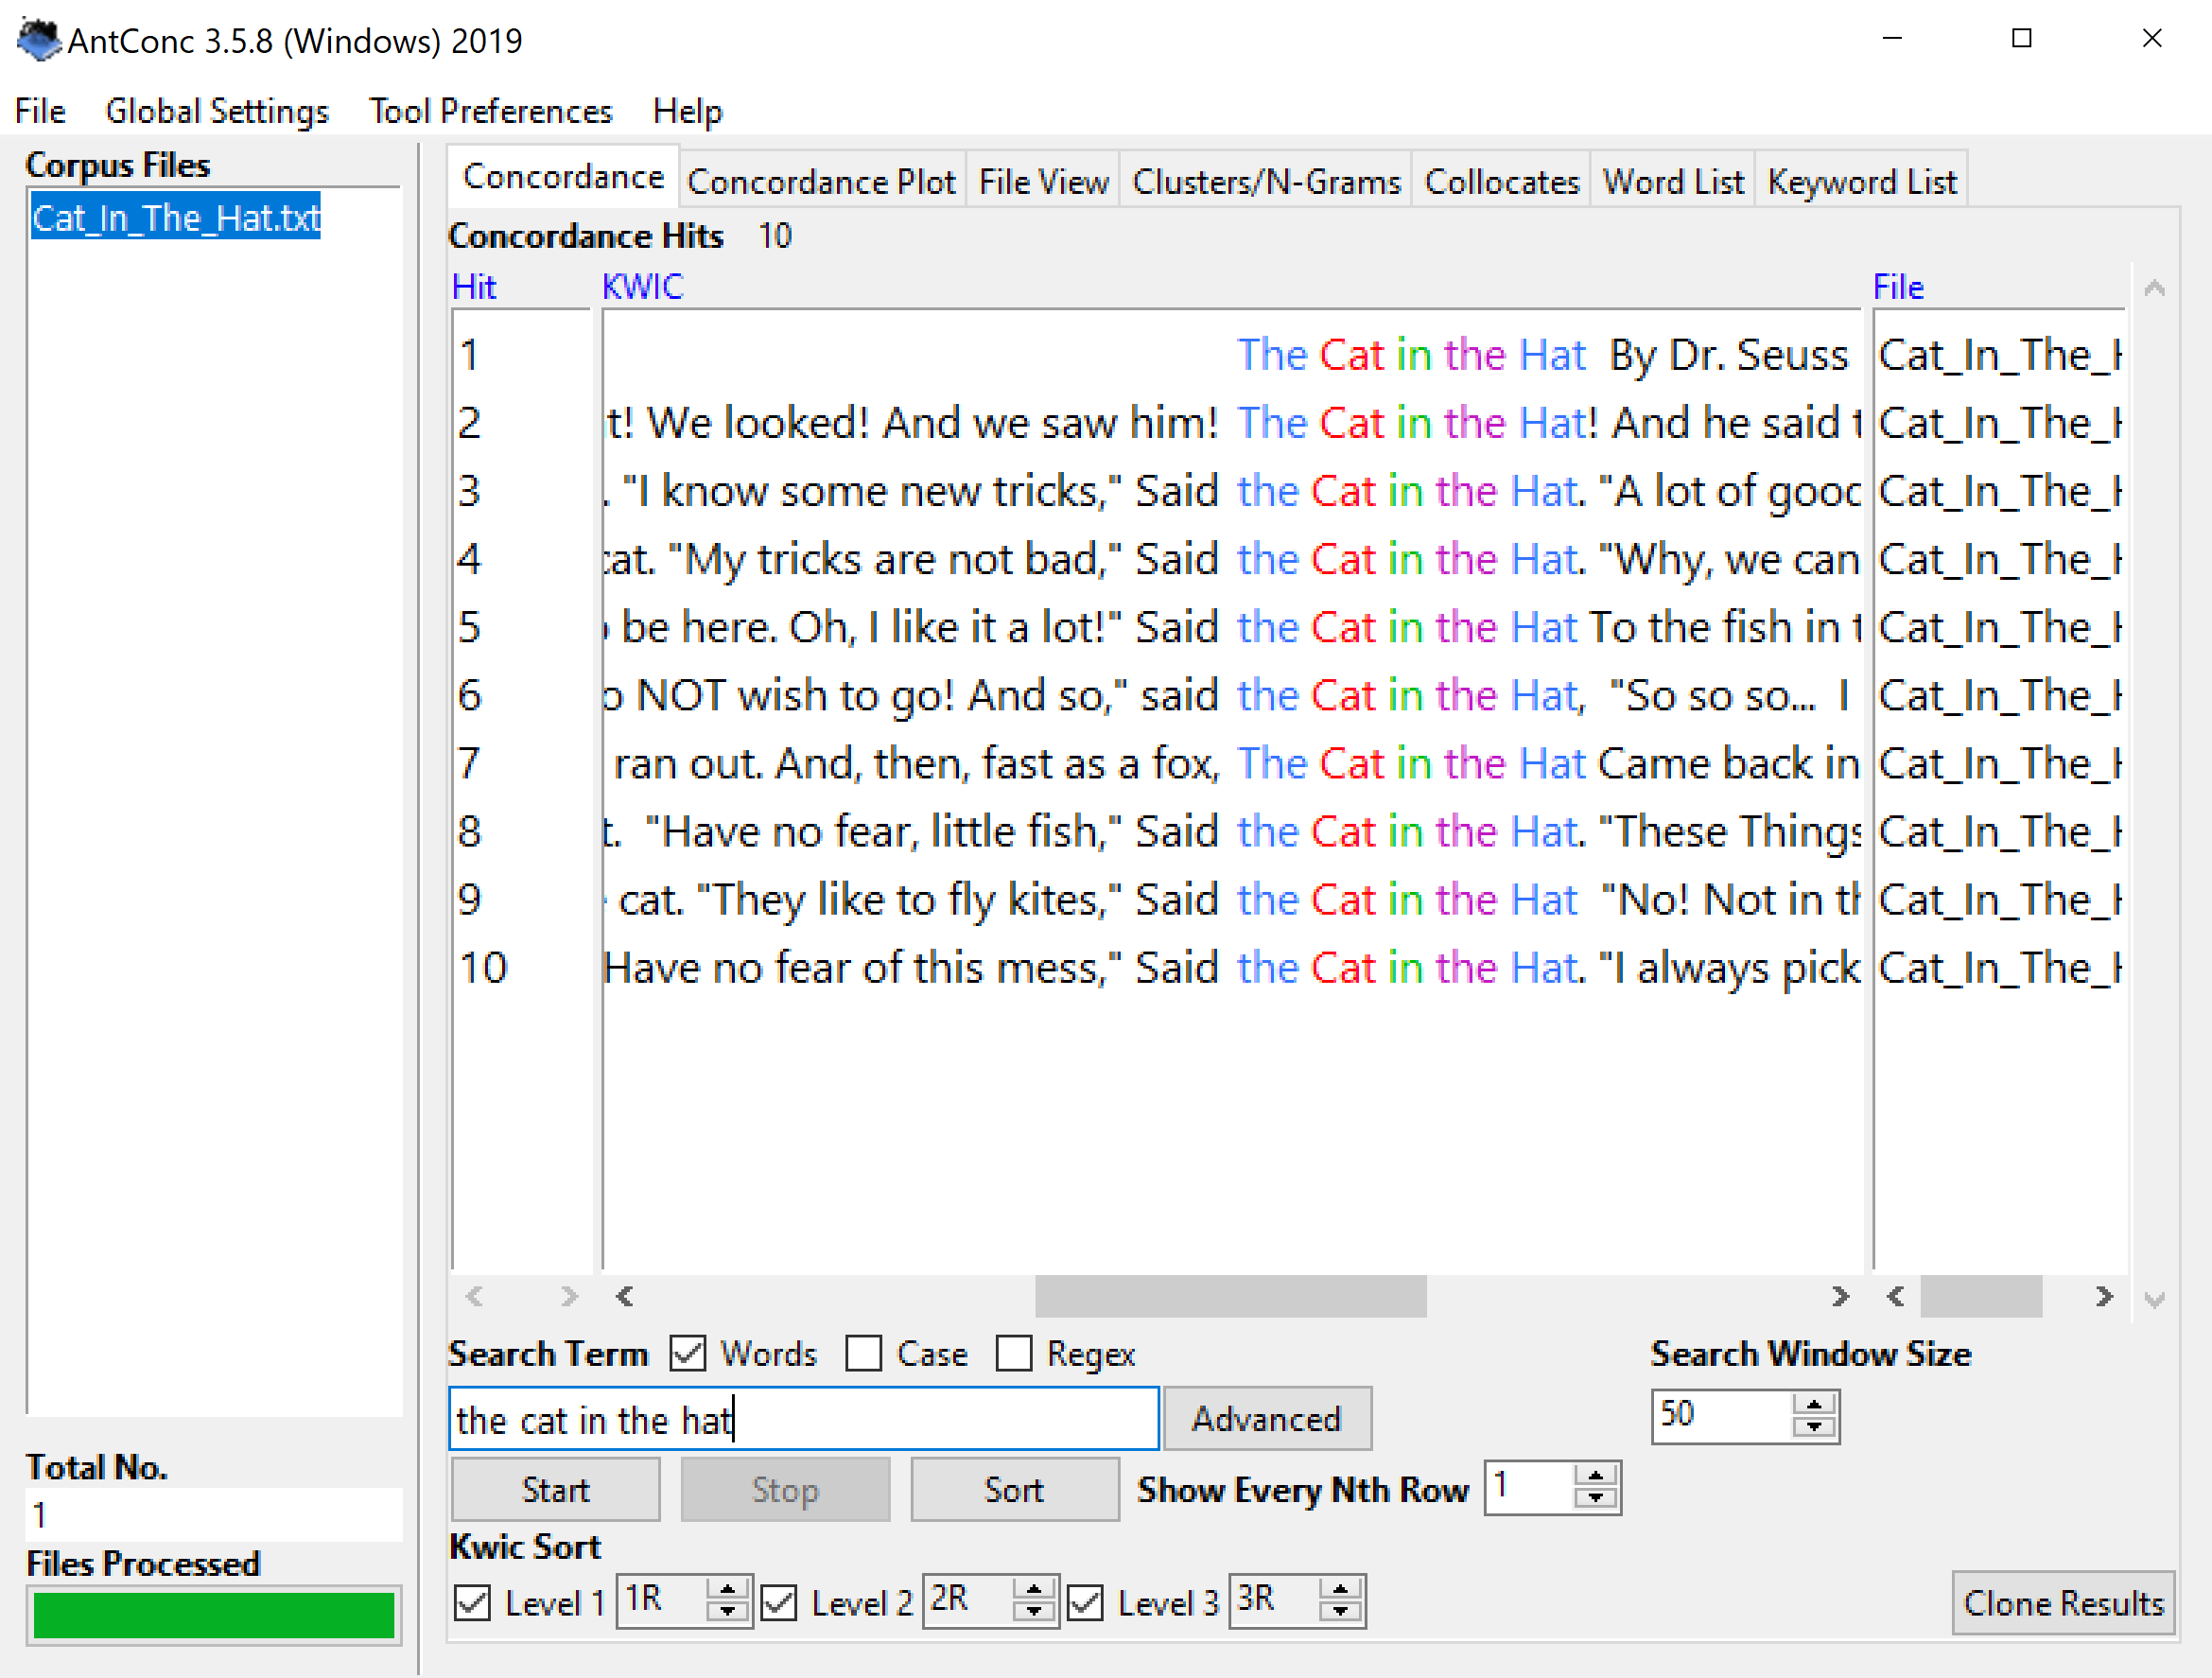 AntConc 3.5.8 (Windows) 2019
File Global Settings Tool Preferences Help
Corpus Files
Cat_In_The_Hat.txt
Concordance Concordance Plot File View Clusters/N-Grams Collocates Word List Keyword List
Concordance Hits 10
Hit KWIC File
1 The Cat in the Hat By Dr. Seuss Cat_In_The_H
2 t! We looked! And we saw him! The Cat in the Hat! And he said t Cat_In_The_H
3 . "I know some new tricks," Said the Cat in the Hat. "A lot of good Cat_In_The_H
4 cat. "My tricks are not bad," Said the Cat in the Hat. "Why, we can Cat_In_The_H
5 o be here. Oh, I like it a lot!" Said the Cat in the Hat To the fish in t Cat_In_The_H
6 o NOT wish to go! And so," said the Cat in the Hat, "So so so... I Cat_In_The_H
7 ran out. And, then, fast as a fox, The Cat in the Hat Came back in Cat_In_The_H
8 t. "Have no fear, little fish," Said the Cat in the Hat. "These Things Cat_In_The_H
9 cat. "They like to fly kites," Said the Cat in the Hat "No! Not in th Cat_In_The_H
10 Have no fear of this mess," Said the Cat in the Hat. "I always pick Cat_In_The_H
Search Term Words Case Regex Search Window Size
the cat in the hat Advanced 50
Total No.
1
Start Stop Sort Show Every Nth Row 1
Files Processed
Kwic Sort
Level 1 1R Level 2 2R Level 3 3R Clone Results